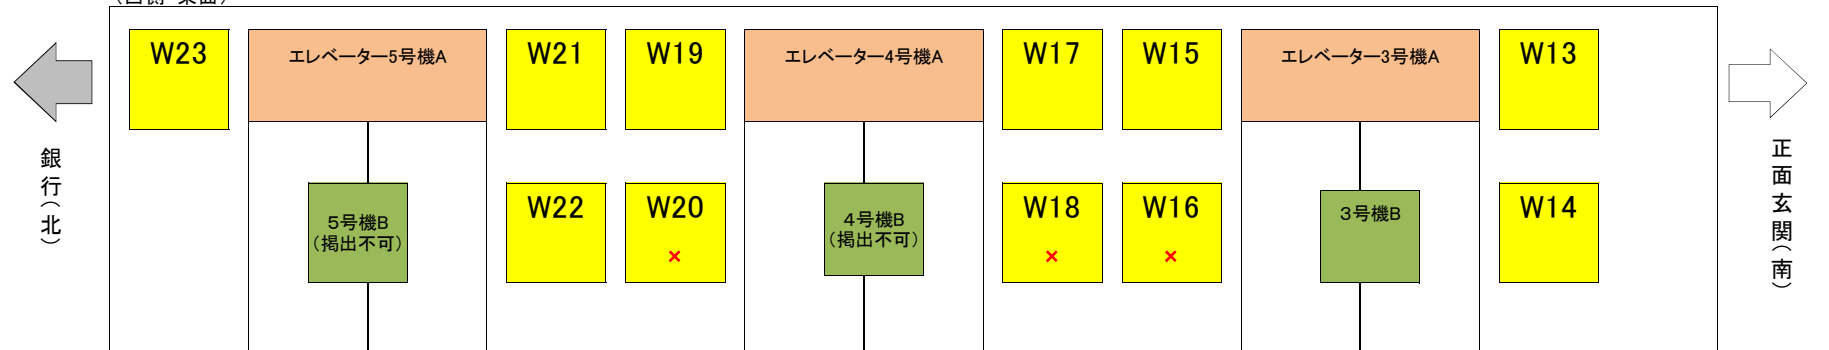 W23
エレベーター5号機A
W21
W19
エレベーター4号機A
W17
W15
エレベーター3号機A
W13
銀行(北)
正面玄関(南)
5号機B
(掲出不可)
W22
W20
×
4号機B
(掲出不可)
W18
×
W16
×
3号機B
W14